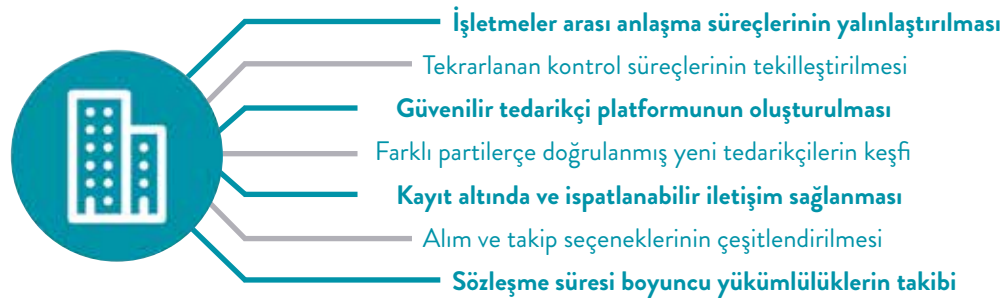 İşletmeler arası anlaşma süreçlerinin yalınlaştırılması
Tekrarlanan kontrol süreçlerinin tekilleştirilmesi
Güvenilir tedarikçi platformunun oluşturulması
Farklı partilerçe doğrulanmış yeni tedarikçilerin keşfi
Kayıt altında ve ispatlanabilir iletişim sağlanması
Alım ve takip seçeneklerinin çeşitlendirilmesi
Sözleşme süresi boyuncu yükümlülüklerin takibi